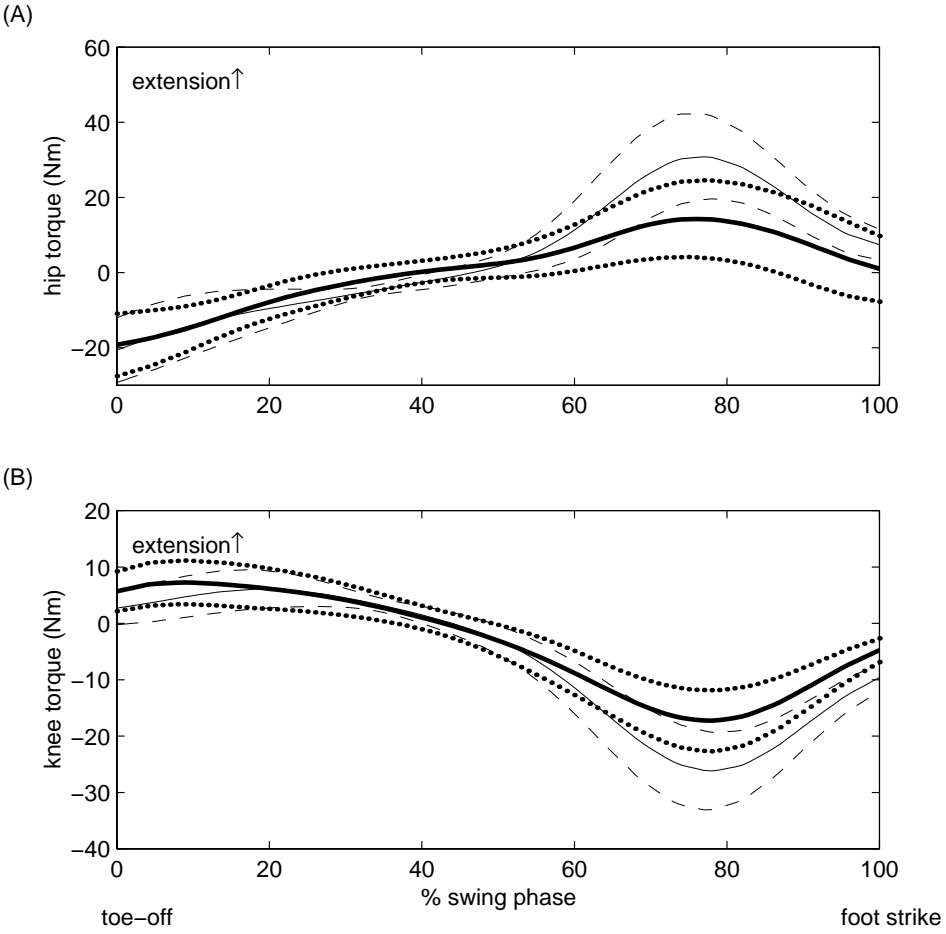 (A)
60
extension↑
40
20
0
−20
hip torque (Nm)
0 20 40 60 80 100
(B)
20
extension↑
10
0
−10
−20
−30
−40
knee torque (Nm)
0 20 40 60 80 100
% swing phase
toe−off foot strike